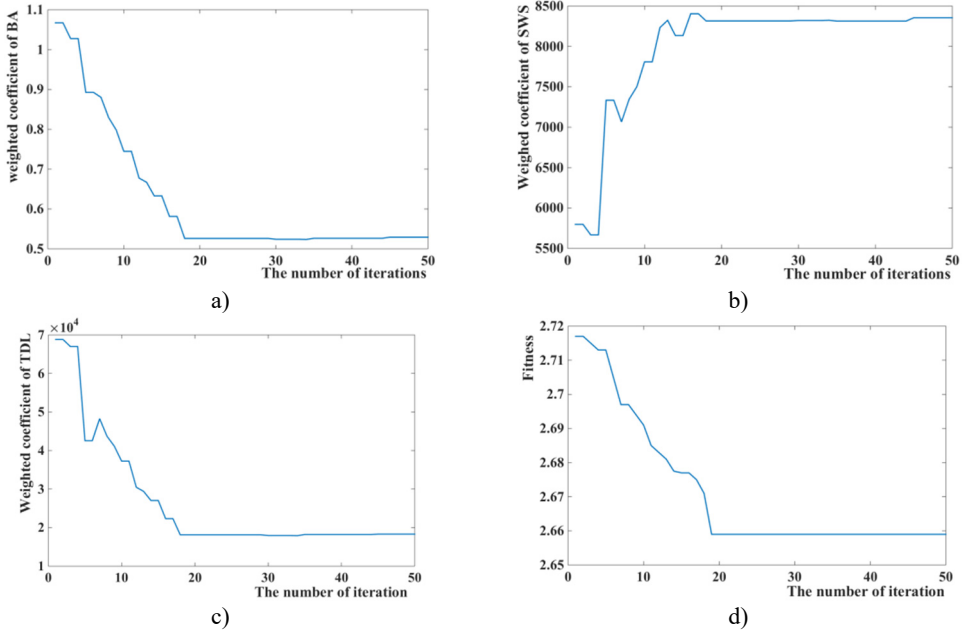 weighted coefficient of BA
1.1
1
0.9
0.8
0.7
0.6
0.5
0 10 20 30 40 50
The number of iterations
a)
Weighed coefficient of SWS
8500
8000
7500
7000
6500
6000
5500
0 10 20 30 40 50
The number of iterations
b)
Weighted coefficient of TDL
×10⁴
7
6
5
4
3
2
1
0 10 20 30 40 50
The number of iteration
c)
Fitness
2.72
2.71
2.7
2.69
2.68
2.67
2.66
2.65
0 10 20 30 40 50
The number of iteration
d)